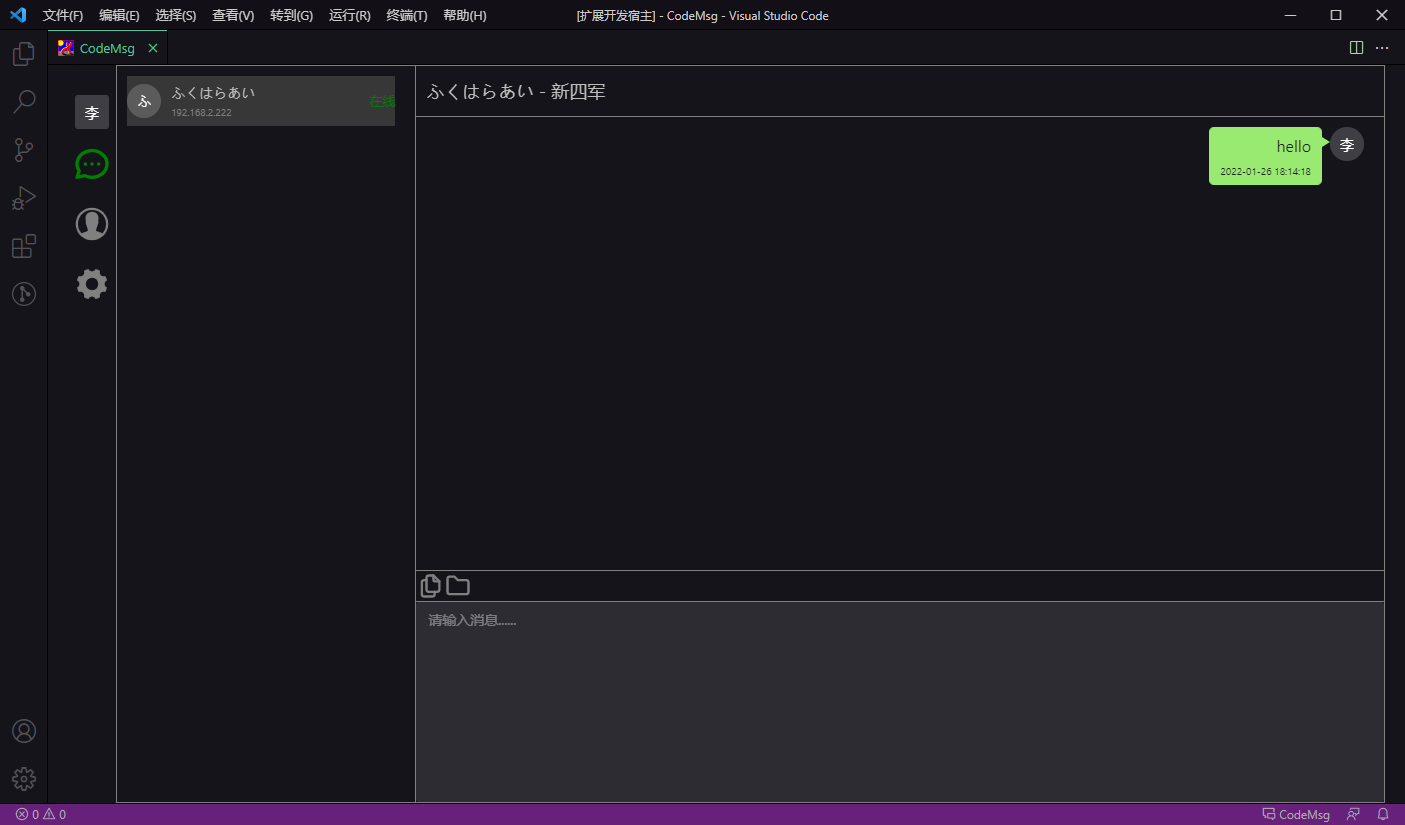 文件(F) 编辑(E) 选择(S) 查看(V) 转到(G) 运行(R) 终端(T) 帮助(H) [扩展开发宿主] - CodeMsg - Visual Studio Code
CodeMsg
李
ふ
ふくはらあい
192.168.2.222
在线
ふくはらあい - 新四军
hello
2022-01-26 18:14:18
李
请输入消息......
0 0 CodeMsg